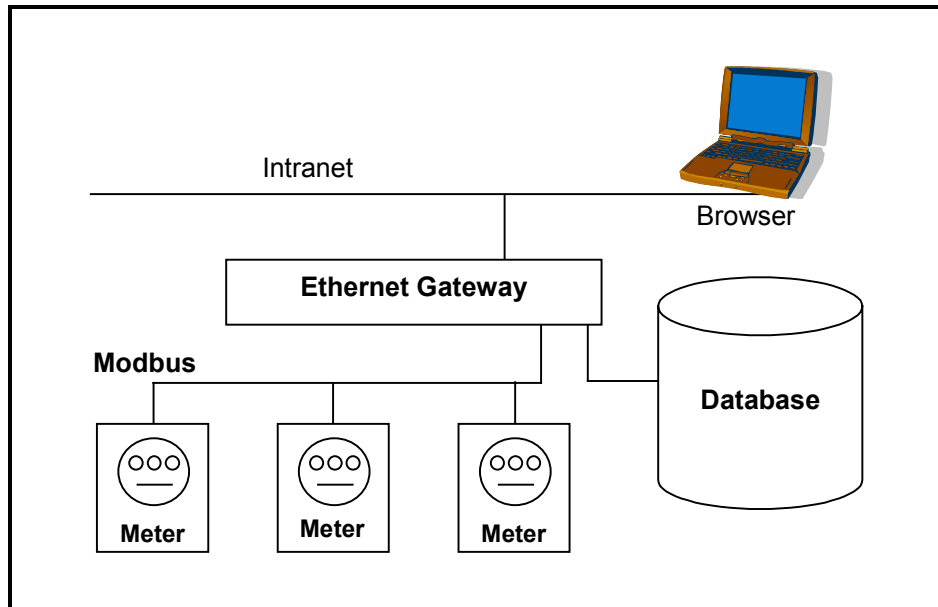 Intranet
Browser
Ethernet Gateway
Modbus
Database
Meter
Meter
Meter